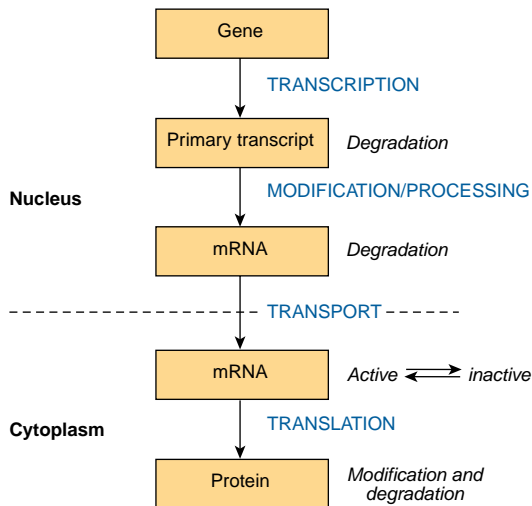 Gene
TRANSCRIPTION
Primary transcript Degradation
MODIFICATION/PROCESSING
Nucleus
mRNA Degradation
TRANSPORT
mRNA Active inactive
TRANSLATION
Cytoplasm
Protein Modification and
degradation